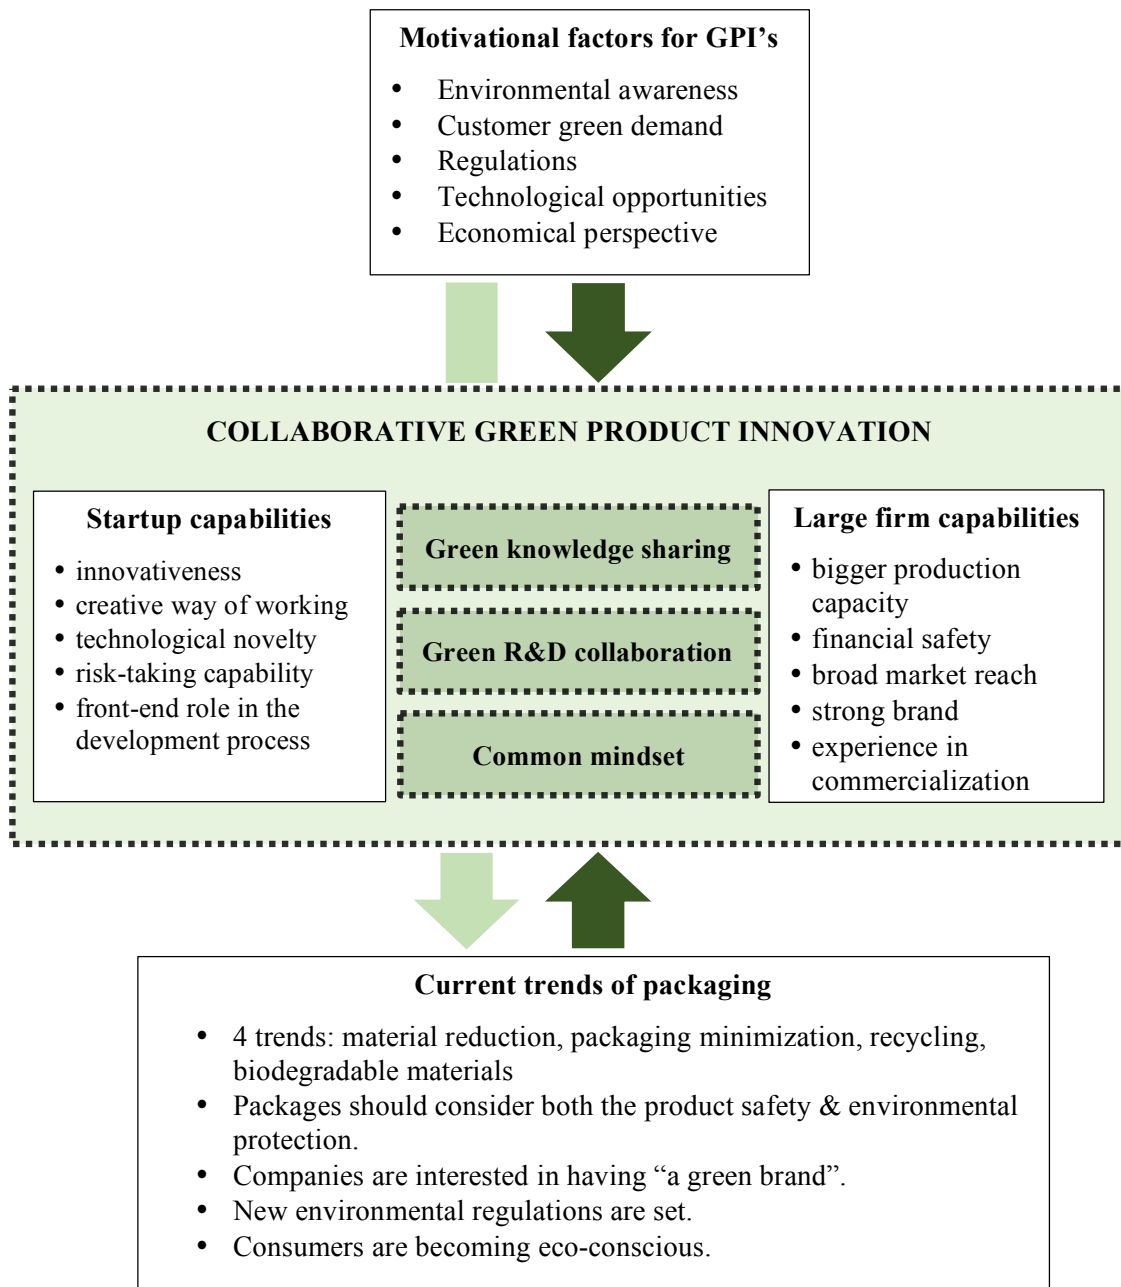 Motivational factors for GPI’s
• Environmental awareness
• Customer green demand
• Regulations
• Technological opportunities
• Economical perspective
COLLABORATIVE GREEN PRODUCT INNOVATION
Startup capabilities
• innovativeness
• creative way of working
• technological novelty
• risk-taking capability
• front-end role in the
development process
Green knowledge sharing
Green R&D collaboration
Common mindset
Large firm capabilities
• bigger production
capacity
• financial safety
• broad market reach
• strong brand
• experience in
commercialization
Current trends of packaging
• 4 trends: material reduction, packaging minimization, recycling,
biodegradable materials
• Packages should consider both the product safety & environmental
protection.
• Companies are interested in having “a green brand”.
• New environmental regulations are set.
• Consumers are becoming eco-conscious.